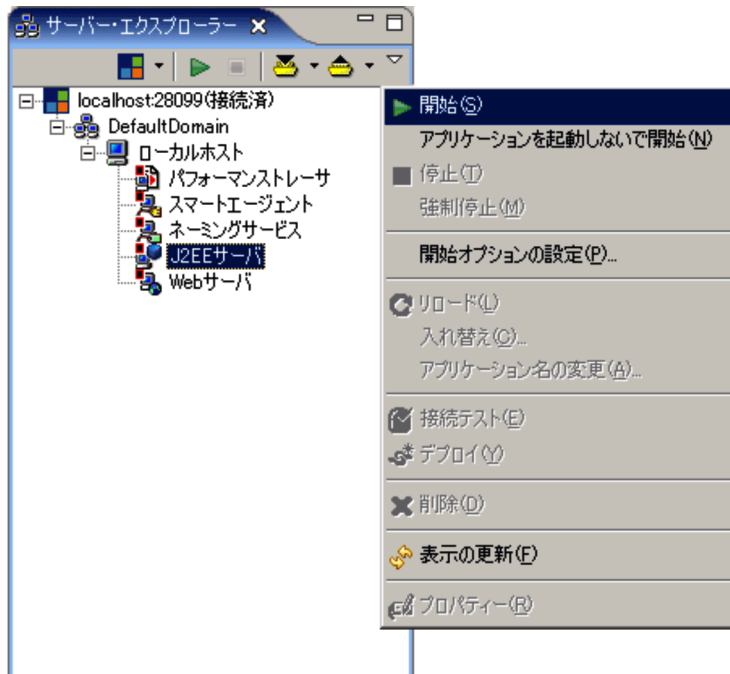 サーバー・エクスプローラー
localhost:28099(接続済)
DefaultDomain
ローカルホスト
パフォーマンストレーサ
スマートエージェント
ネーミングサービス
J2EEサーバ
Webサーバ
開始(S)
アプリケーションを起動しないで開始(N)
停止(T)
強制停止(M)
開始オプションの設定(P)...
リロード(L)
入れ替え(C)...
アプリケーション名の変更(A)...
接続テスト(E)
デプロイ(Y)
削除(D)
表示の更新(F)
プロパティー(R)